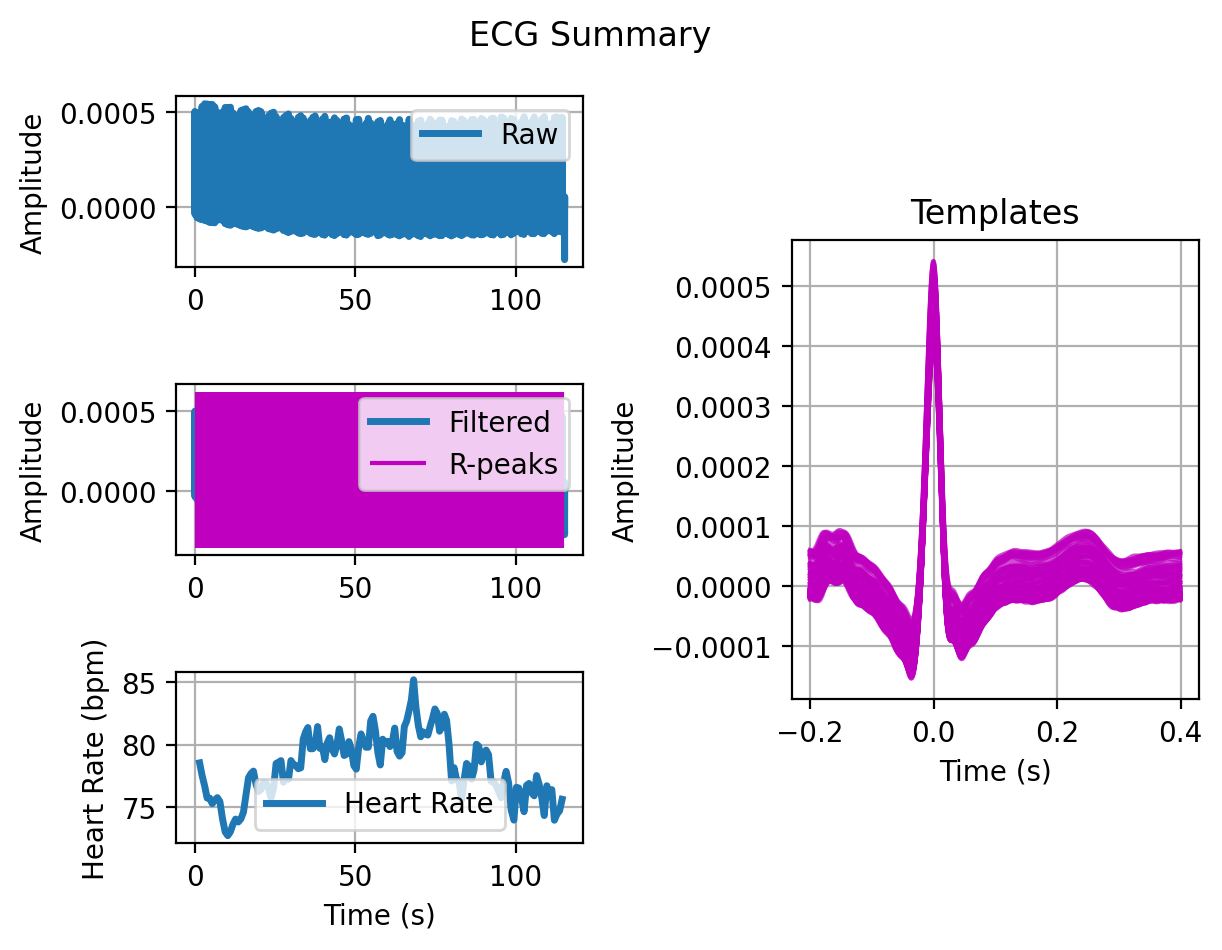 ECG Summary
Amplitude
0.0005
0.0000
Raw
0 50 100
Amplitude
0.0005
0.0000
Filtered
R-peaks
0 50 100
Heart Rate (bpm)
85
80
75
Heart Rate
0 50 100
Time (s)
Templates
Amplitude
0.0005
0.0004
0.0003
0.0002
0.0001
0.0000
−0.0001
−0.2 0.0 0.2 0.4
Time (s)